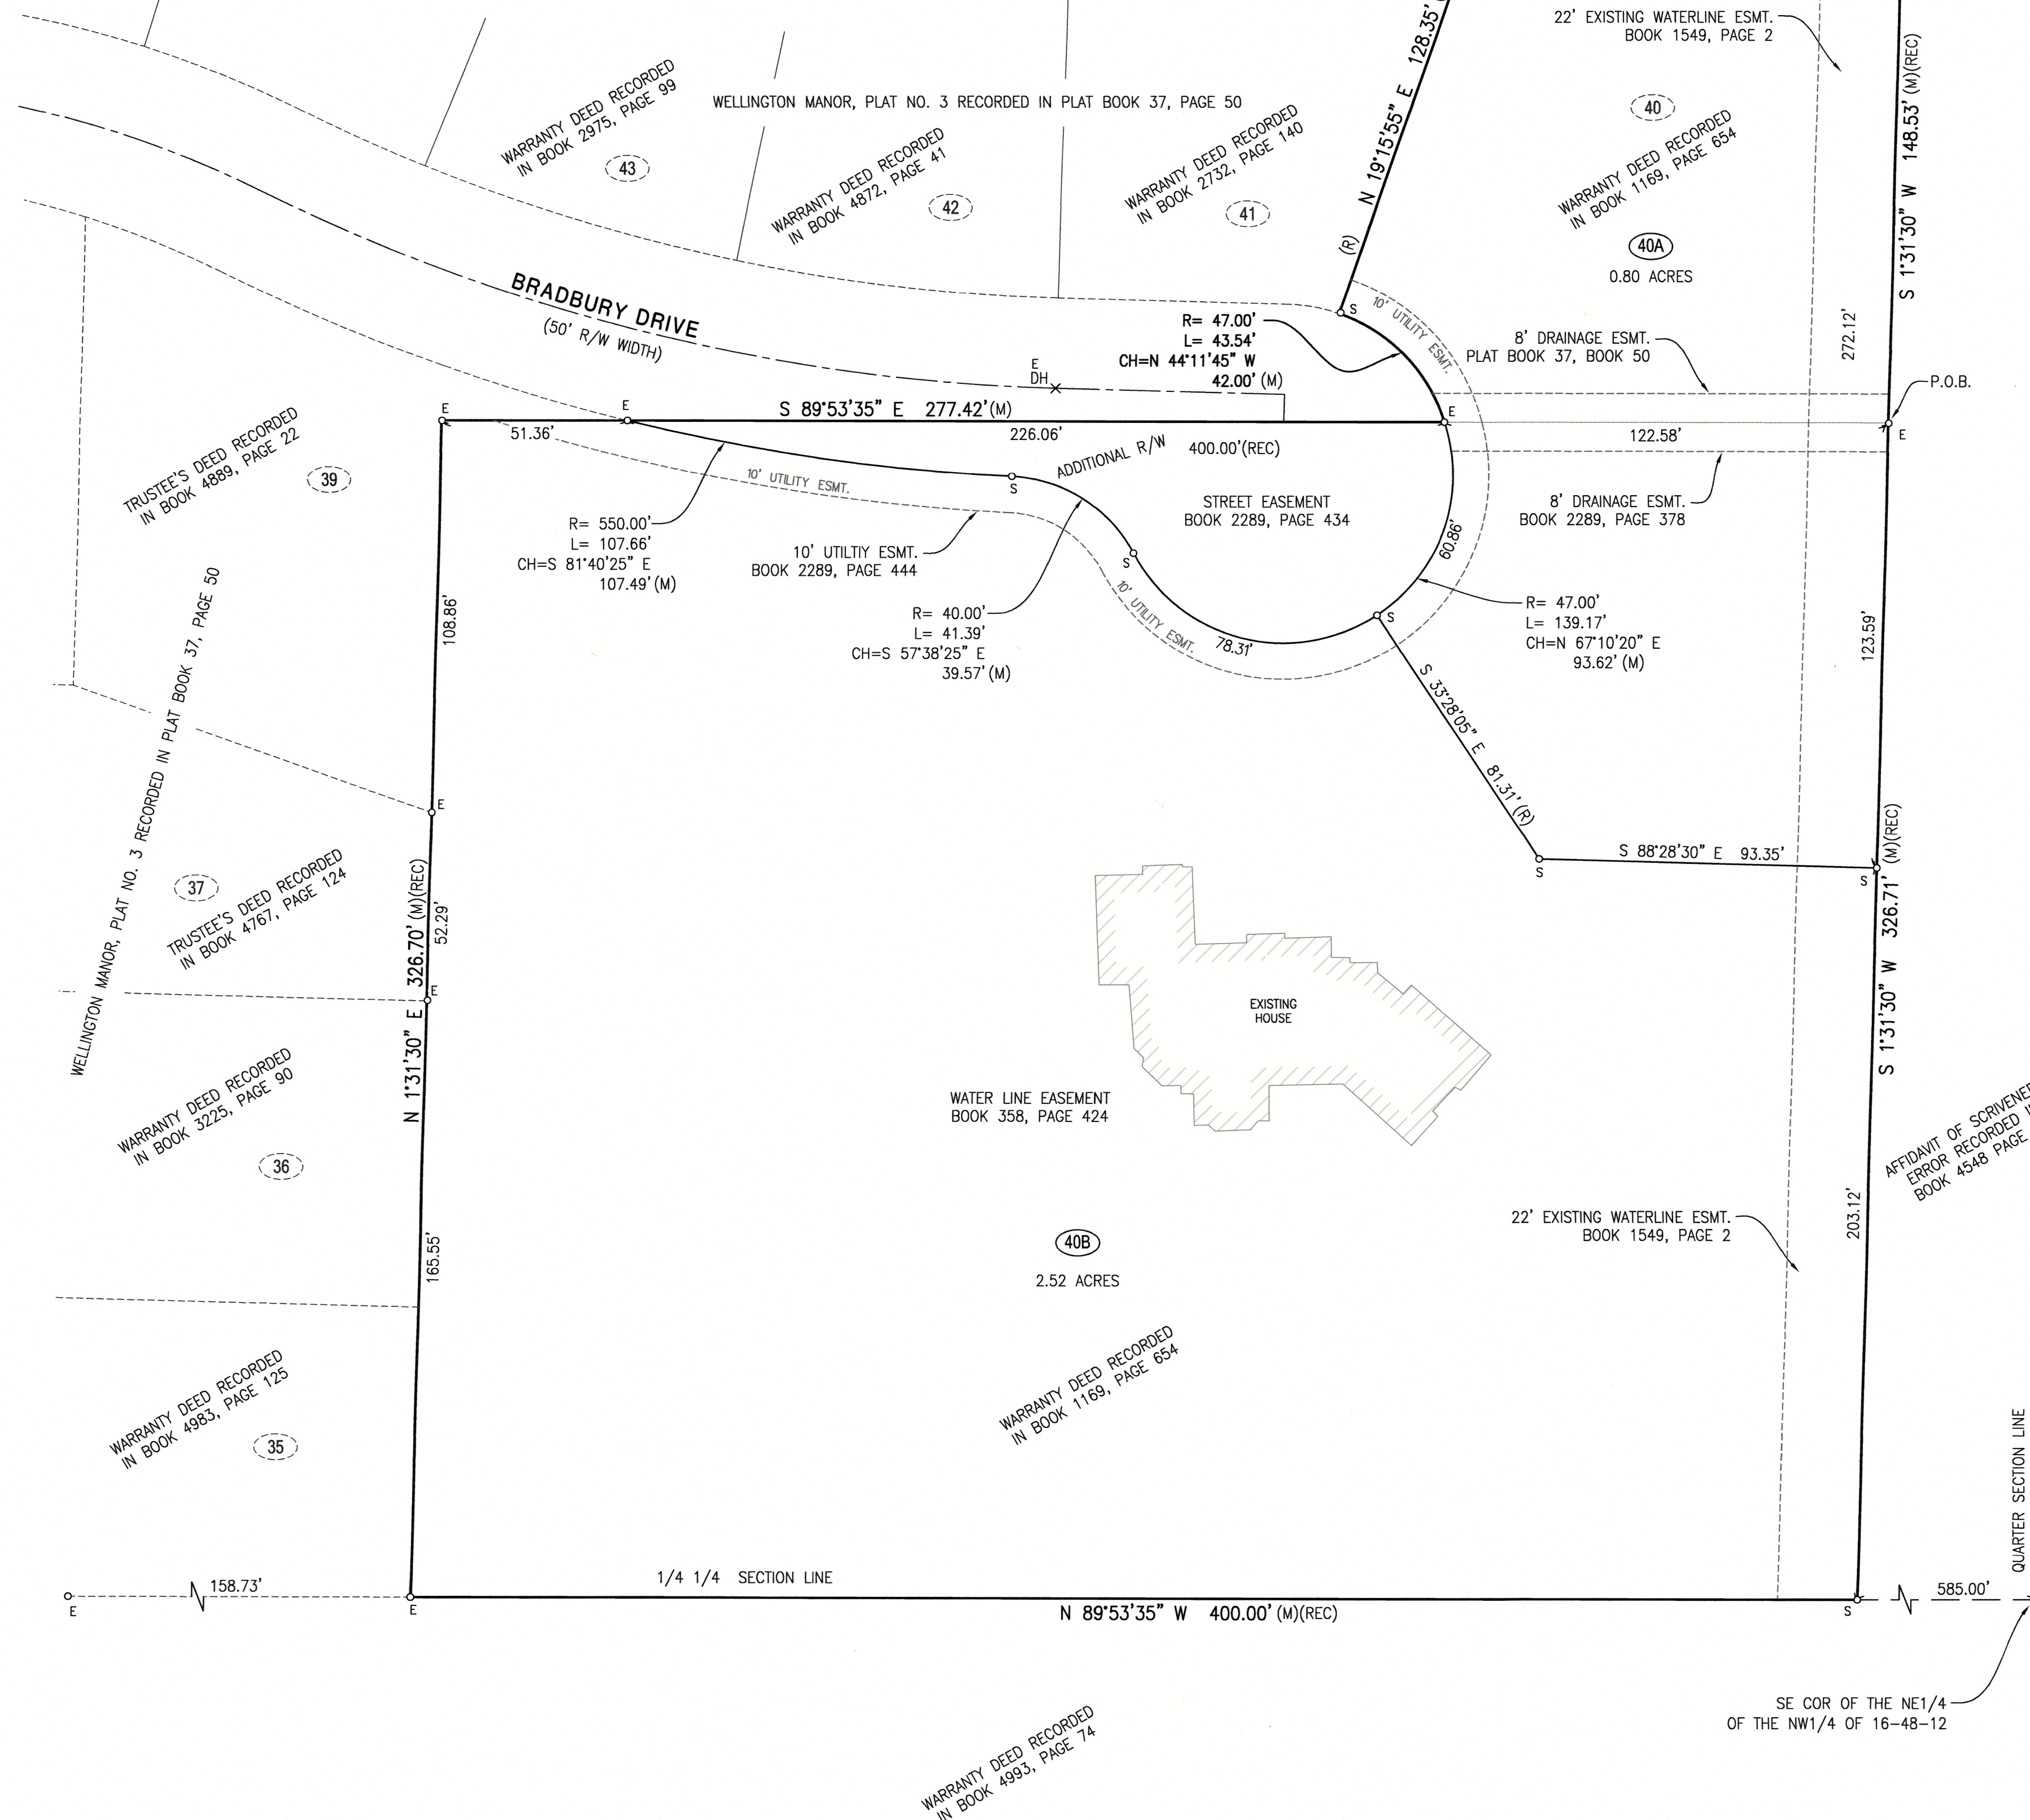 22' EXISTING WATERLINE ESMT.
BOOK 1549, PAGE 2
N 19°15'55" E 128.35'
(R)
S 1°31'30" W 148.53' (M)(REC)
WARRANTY DEED RECORDED
IN BOOK 2975, PAGE 99
43
WELLINGTON MANOR, PLAT NO. 3 RECORDED IN PLAT BOOK 37, PAGE 50
WARRANTY DEED RECORDED
IN BOOK 4872, PAGE 41
42
WARRANTY DEED RECORDED
IN BOOK 2732, PAGE 140
41
40
WARRANTY DEED RECORDED
IN BOOK 1169, PAGE 654
40A
0.80 ACRES
BRADBURY DRIVE
(50' R/W WIDTH)
R= 47.00'
L= 43.54'
CH=N 44°11'45" W
42.00' (M)
S
10' UTILITY ESMT.
8' DRAINAGE ESMT.
PLAT BOOK 37, BOOK 50
272.12'
P.O.B.
E
DH
E
E
S 89°53'35" E 277.42' (M)
E
E
51.36'
226.06'
ADDITIONAL R/W
400.00' (REC)
122.58'
TRUSTEE'S DEED RECORDED
IN BOOK 4889, PAGE 22
39
10' UTILITY ESMT.
S
STREET EASEMENT
BOOK 2289, PAGE 434
8' DRAINAGE ESMT.
BOOK 2289, PAGE 378
R= 550.00'
L= 107.66'
CH=S 81°40'25" E
107.49' (M)
10' UTILTIY ESMT.
BOOK 2289, PAGE 444
S
60.86'
10' UTILITY ESMT.
78.31'
S
R= 40.00'
L= 41.39'
CH=S 57°38'25" E
39.57' (M)
R= 47.00'
L= 139.17'
CH=N 67°10'20" E
93.62' (M)
108.86'
123.59'
WELLINGTON MANOR, PLAT NO. 3 RECORDED IN PLAT BOOK 37, PAGE 50
S 33°28'05" E 81.31' (R)
E
S 88°28'30" E 93.35'
S
S
37
TRUSTEE'S DEED RECORDED
IN BOOK 4767, PAGE 124
N 1°31'30" E 326.70' (M)(REC)
52.29'
E
S 1°31'30" W 326.71' (M)(REC)
EXISTING
HOUSE
WARRANTY DEED RECORDED
IN BOOK 3225, PAGE 90
36
WATER LINE EASEMENT
BOOK 358, PAGE 424
AFFIDAVIT OF SCRIVENE
ERROR RECORDED
BOOK 4548 PAGE
165.55'
22' EXISTING WATERLINE ESMT.
BOOK 1549, PAGE 2
203.12'
40B
2.52 ACRES
WARRANTY DEED RECORDED
IN BOOK 4983, PAGE 125
35
WARRANTY DEED RECORDED
IN BOOK 1169, PAGE 654
QUARTER SECTION LINE
158.73'
E
E
1/4 1/4 SECTION LINE
N 89°53'35" W 400.00' (M)(REC)
S
585.00'
SE COR OF THE NE1/4
OF THE NW1/4 OF 16-48-12
WARRANTY DEED RECORDED
IN BOOK 4993, PAGE 74